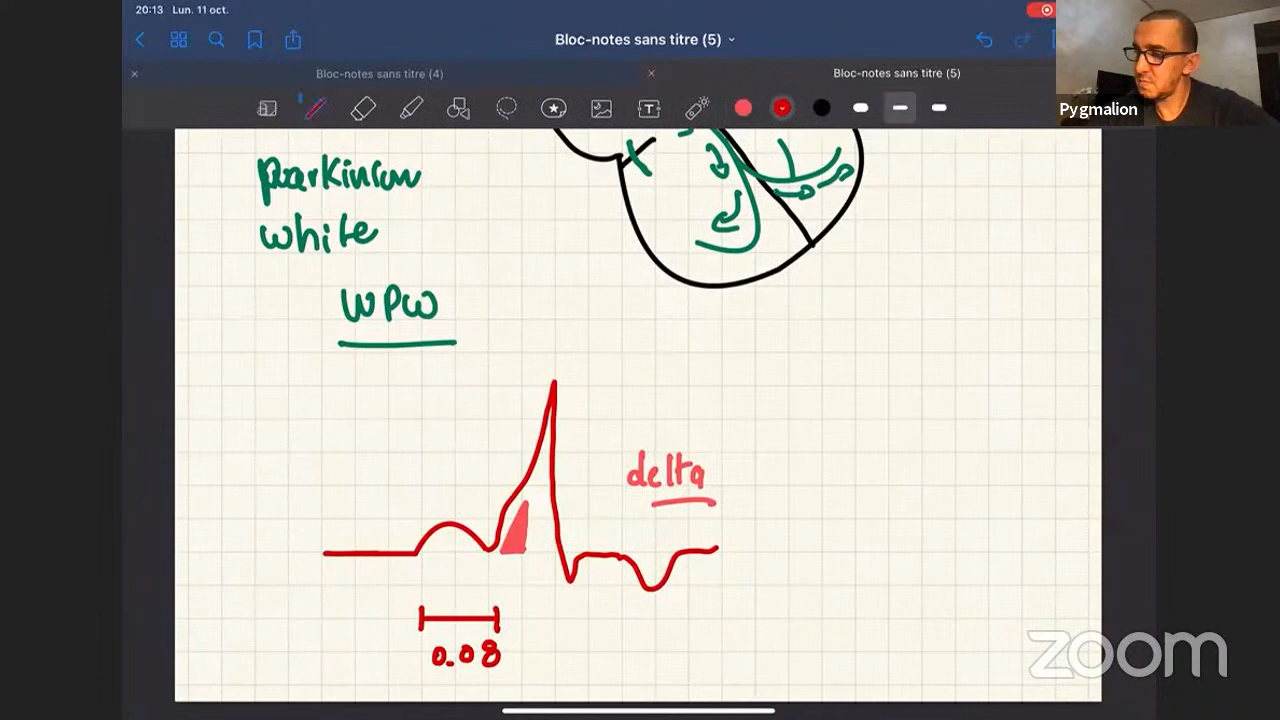 20:13 Lun. 11 oct.
Bloc-notes sans titre (5)
Bloc-notes sans titre (4)
Bloc-notes sans titre (5)
Pygmalion
parkinson
white
WPW
delta
0.08
zoom